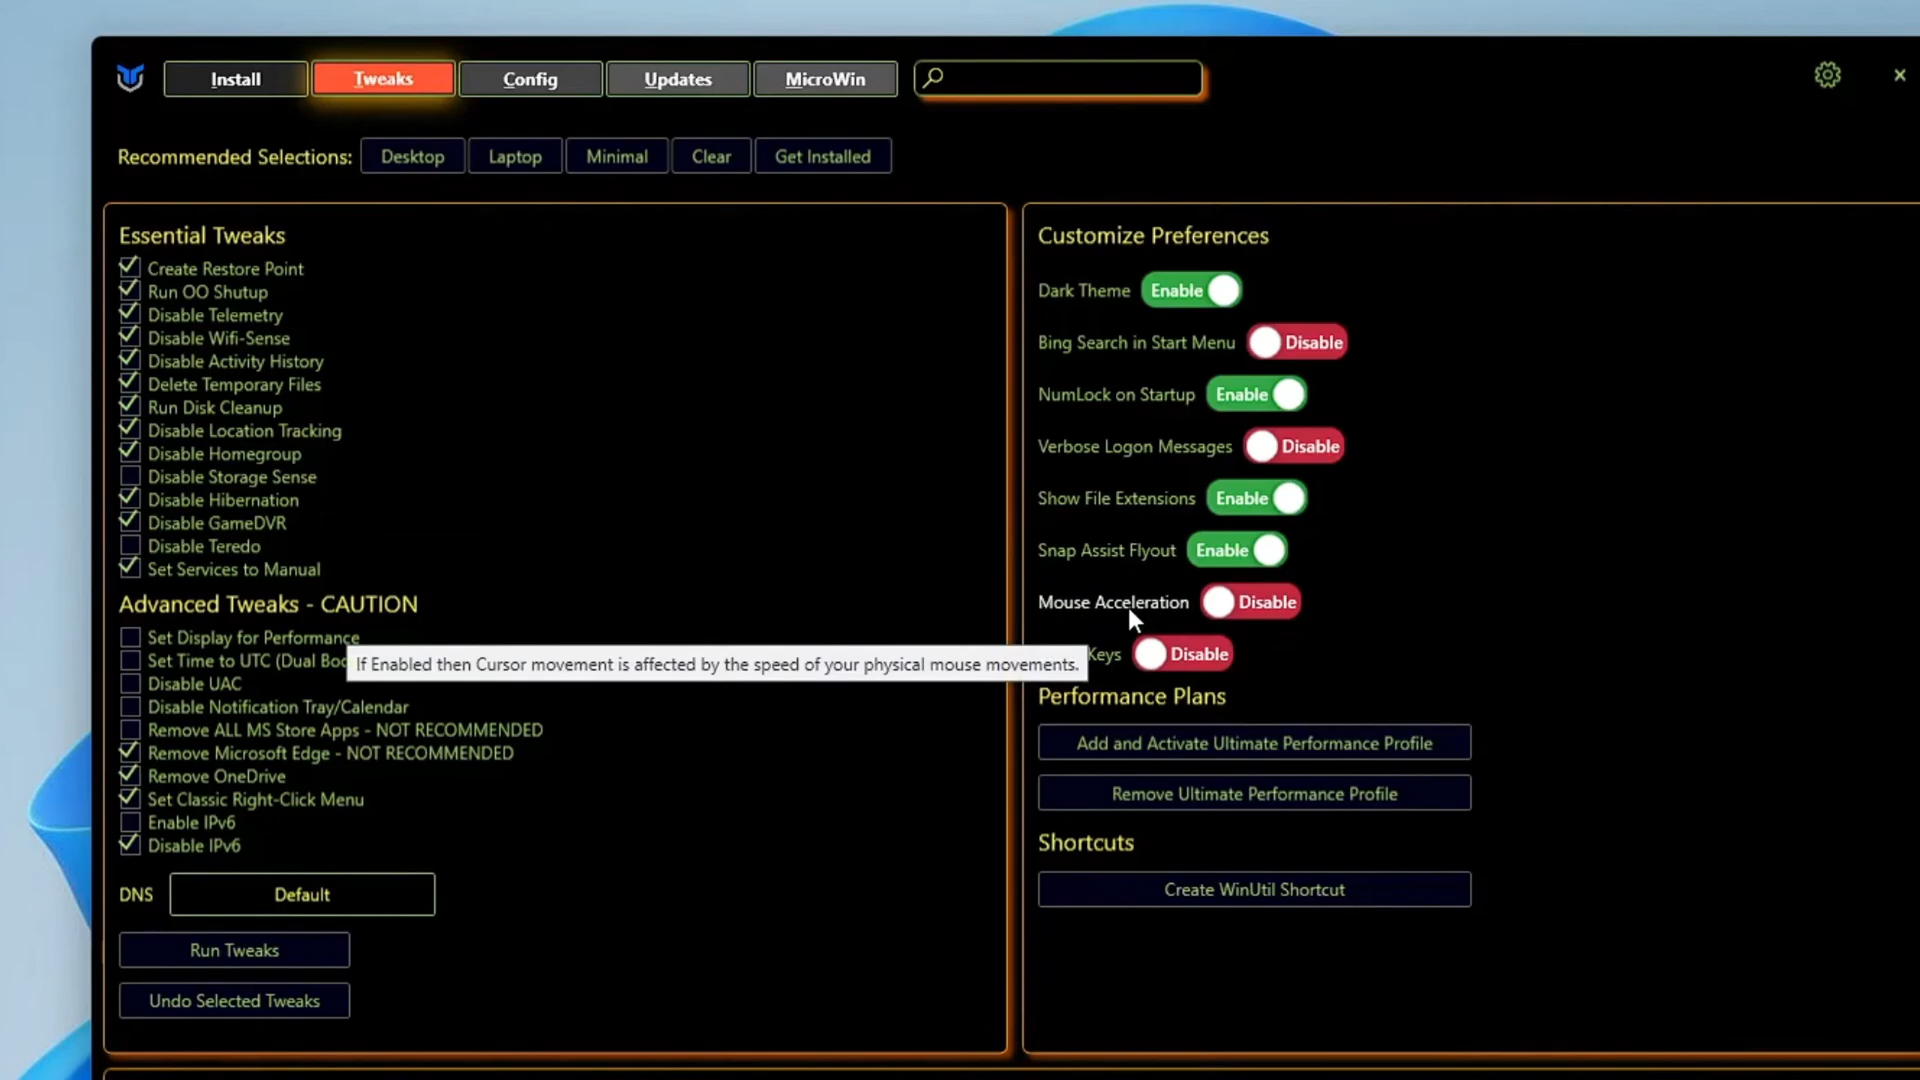 Install
Tweaks
Config
Updates
MicroWin
Recommended Selections:
Desktop
Laptop
Minimal
Clear
Get Installed
Essential Tweaks
Create Restore Point
Run OO Shutup
Disable Telemetry
Disable Wifi-Sense
Disable Activity History
Delete Temporary Files
Run Disk Cleanup
Disable Location Tracking
Disable Homegroup
Disable Storage Sense
Disable Hibernation
Disable GameDVR
Disable Teredo
Set Services to Manual
Advanced Tweaks - CAUTION
Set Display for Performance
Set Time to UTC (Dual Boo
If Enabled then Cursor movement is affected by the speed of your physical mouse movements.
Disable UAC
Disable Notification Tray/Calendar
Remove ALL MS Store Apps - NOT RECOMMENDED
Remove Microsoft Edge - NOT RECOMMENDED
Remove OneDrive
Set Classic Right-Click Menu
Enable IPv6
Disable IPv6
DNS
Default
Run Tweaks
Undo Selected Tweaks
Customize Preferences
Dark Theme Enable
Bing Search in Start Menu Disable
NumLock on Startup Enable
Verbose Logon Messages Disable
Show File Extensions Enable
Snap Assist Flyout Enable
Mouse Acceleration Disable
Keys Disable
Performance Plans
Add and Activate Ultimate Performance Profile
Remove Ultimate Performance Profile
Shortcuts
Create WinUtil Shortcut